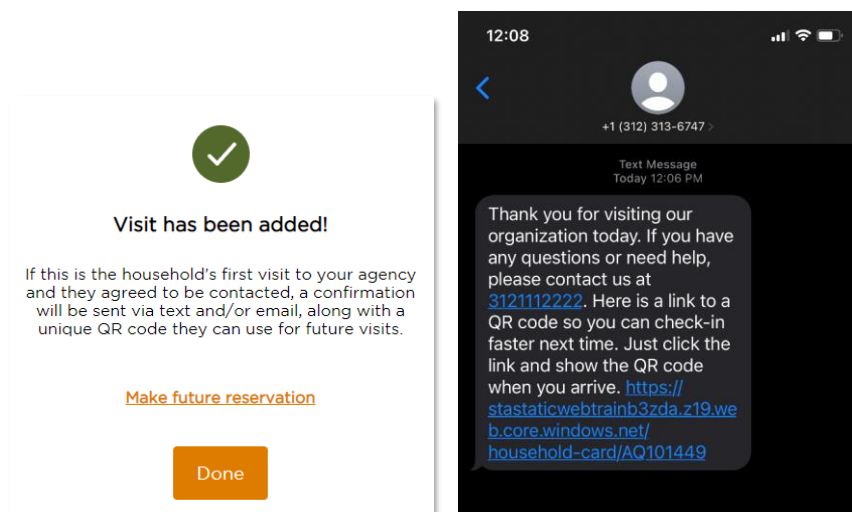 Visit has been added!
If this is the household's first visit to your agency
and they agreed to be contacted, a confirmation
will be sent via text and/or email, along with a
unique QR code they can use for future visits.
Make future reservation
Done
12:08
+1 (312) 313-6747 >
Text Message
Today 12:06 PM
Thank you for visiting our
organization today. If you have
any questions or need help,
please contact us at
3121112222. Here is a link to a
QR code so you can check-in
faster next time. Just click the
link and show the QR code
when you arrive. https://
stastaticwebtrainb3zda.z19.we
b.core.windows.net/
household-card/AQ101449